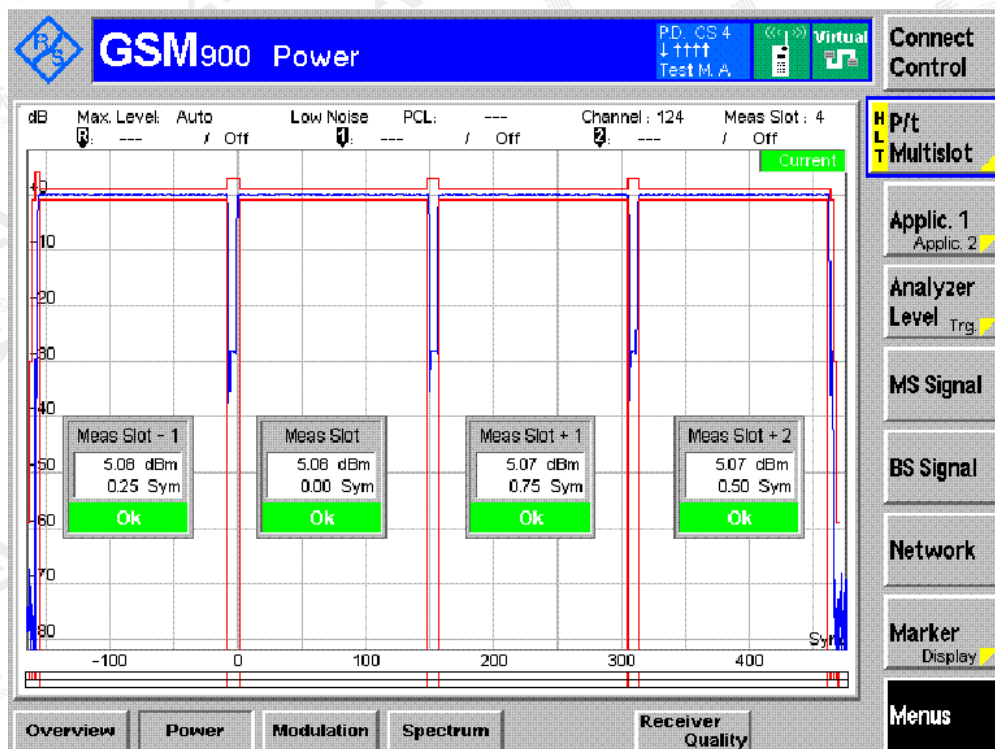 R S
GSM900 Power
P.D. CS 4
↓ ↑↑↑↑
Test M. A.
Virtual
Connect Control
dB Max. Level: Auto Low Noise PCL: --- Channel : 124 Meas Slot : 4
R: --- / Off 1: --- / Off 2: --- / Off
Current
HLT
P/t Multislot
Applic. 1
Applic. 2
Analyzer Level Trg.
MS Signal
BS Signal
Network
Marker
Display
Menus
+0
-10
-20
-30
-40
-50
-60
-70
-80
Meas Slot - 1
5.08 dBm
0.25 Sym
Ok
Meas Slot
5.08 dBm
0.00 Sym
Ok
Meas Slot + 1
5.07 dBm
0.75 Sym
Ok
Meas Slot + 2
5.07 dBm
0.50 Sym
Ok
Sym
-100 0 100 200 300 400
Overview Power Modulation Spectrum Receiver Quality